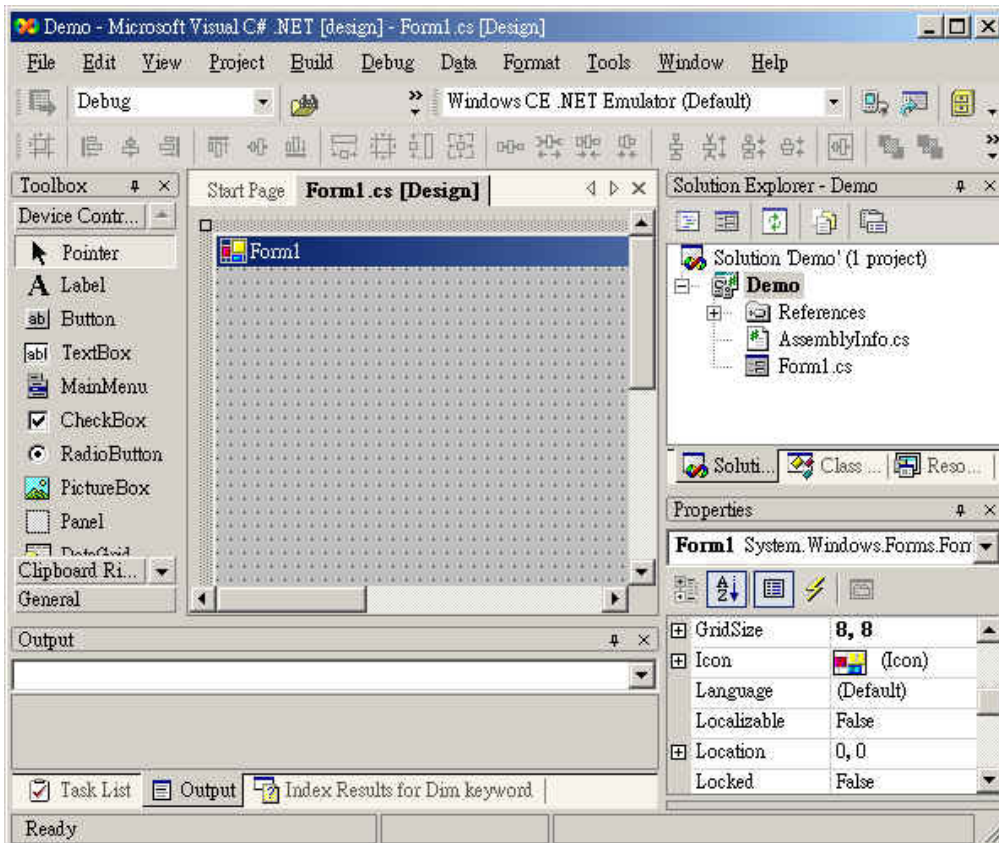 Demo - Microsoft Visual C# .NET [design] - Form1.cs [Design]
File Edit View Project Build Debug Data Format Tools Window Help
Debug Windows CE .NET Emulator (Default)
Toolbox
Device Contr...
Pointer
Label
Button
TextBox
MainMenu
CheckBox
RadioButton
PictureBox
Panel
DataGrid
Clipboard Ri...
General
Start Page Form1.cs [Design]
Form1
Solution Explorer - Demo
Solution 'Demo' (1 project)
Demo
References
AssemblyInfo.cs
Form1.cs
Soluti... Class ... Reso...
Properties
Form1 System.Windows.Forms.Forr
GridSize 8, 8
Icon (Icon)
Language (Default)
Localizable False
Location 0, 0
Locked False
Output
Task List Output Index Results for Dim keyword
Ready